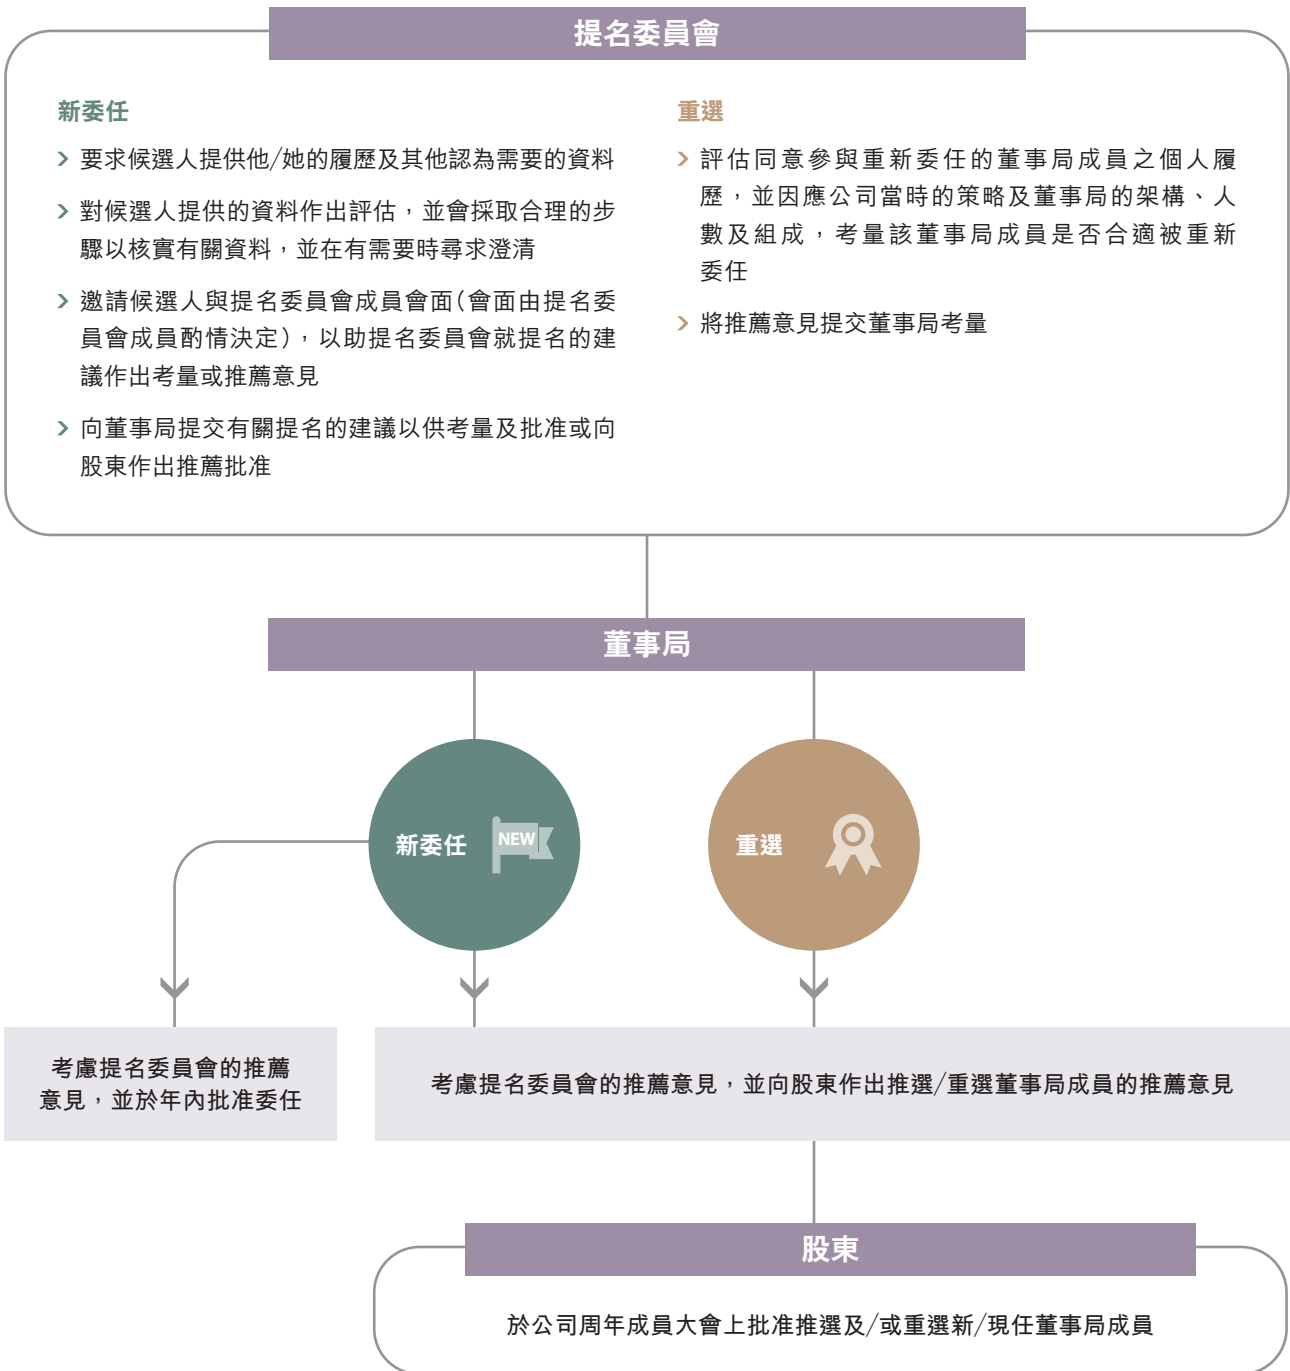 提名委員會
新委任
要求候選人提供他/她的履歷及其他認為需要的資料
對候選人提供的資料作出評估，並會採取合理的步
驟以核實有關資料，並在有需要時尋求澄清
邀請候選人與提名委員會成員會面(會面由提名委
員會成員酌情決定)，以助提名委員會就提名的建
議作出考量或推薦意見
向董事局提交有關提名的建議以供考量及批准或向
股東作出推薦批准
重選
評估同意參與重新委任的董事局成員之個人履
歷，並因應公司當時的策略及董事局的架構、人
數及組成，考量該董事局成員是否合適被重新
委任
將推薦意見提交董事局考量
董事局
新委任
NEW
重選
考慮提名委員會的推薦
意見，並於年內批准委任
考慮提名委員會的推薦意見，並向股東作出推選/重選董事局成員的推薦意見
股東
於公司周年成員大會上批准推選及/或重選新/現任董事局成員